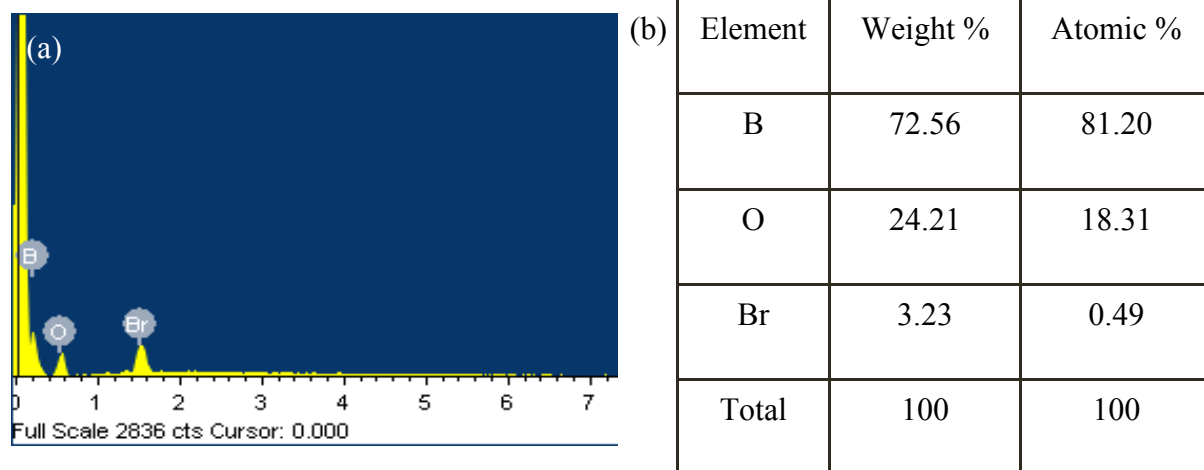 (a)
B
O
Br
0 1 2 3 4 5 6 7
Full Scale 2836 cts Cursor: 0.000
(b)
Element Weight % Atomic %
B 72.56 81.20
O 24.21 18.31
Br 3.23 0.49
Total 100 100